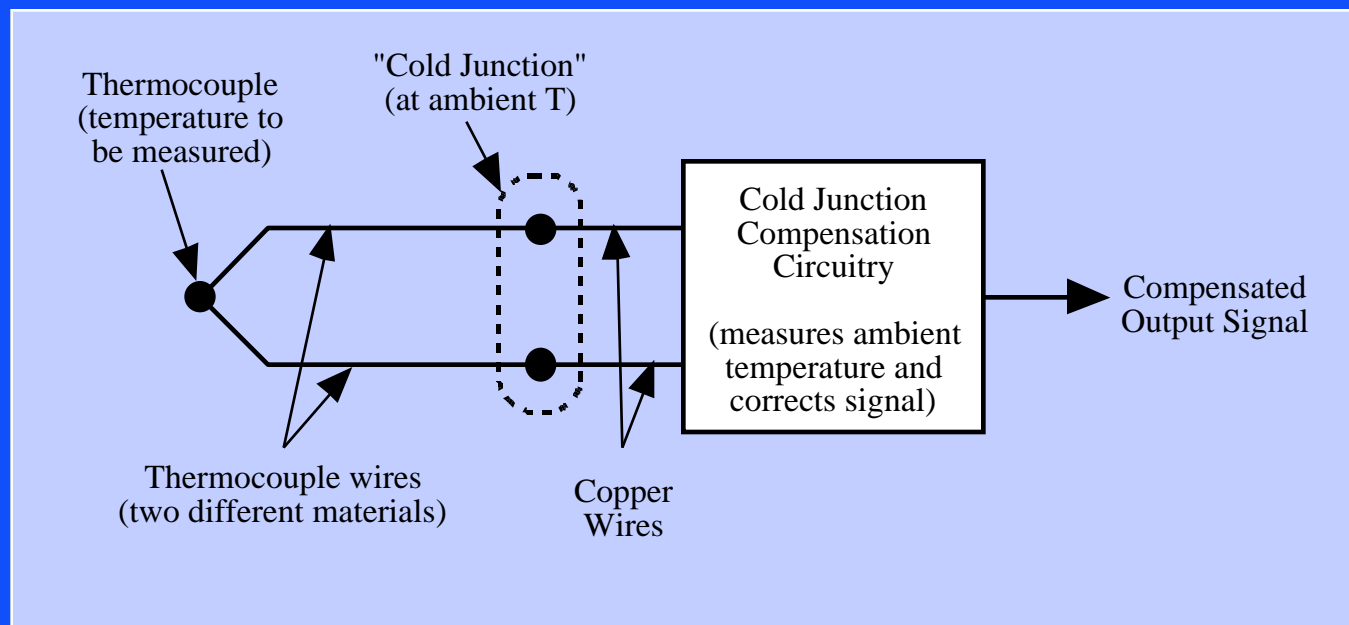 Thermocouple
(temperature to
be measured)
"Cold Junction"
(at ambient T)
Cold Junction
Compensation
Circuitry
(measures ambient
temperature and
corrects signal)
Compensated
Output Signal
Thermocouple wires
(two different materials)
Copper
Wires